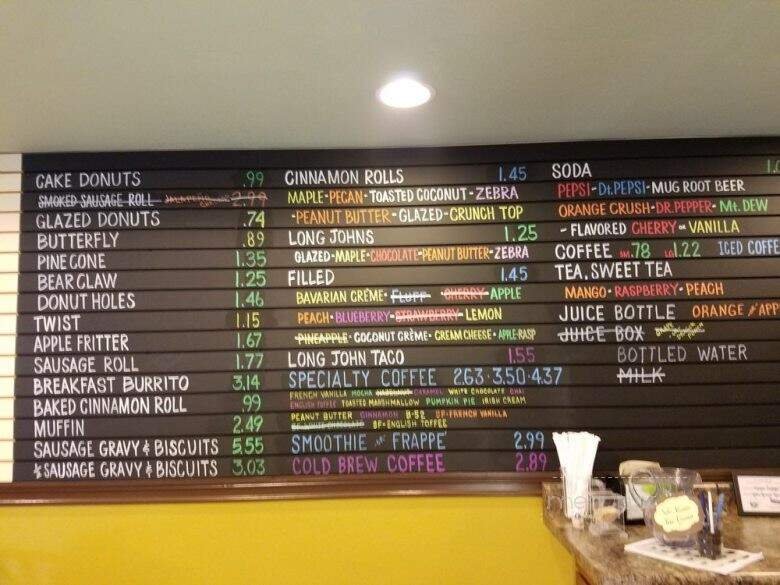 CAKE DONUTS .99
SMOKED SAUSAGE ROLL JALAPEÑO 2.99
GLAZED DONUTS .74
BUTTERFLY .89
PINE CONE 1.35
BEAR CLAW 1.25
DONUT HOLES 1.46
TWIST 1.15
APPLE FRITTER 1.67
SAUSAGE ROLL 1.77
BREAKFAST BURRITO 3.14
BAKED CINNAMON ROLL .99
MUFFIN 2.49
SAUSAGE GRAVY & BISCUITS 5.55
½ SAUSAGE GRAVY & BISCUITS 3.03
CINNAMON ROLLS 1.45
MAPLE-PECAN-TOASTED COCONUT-ZEBRA
-PEANUT BUTTER-GLAZED-CRUNCH TOP
LONG JOHNS 1.25
GLAZED-MAPLE-CHOCOLATE-PEANUT BUTTER-ZEBRA
FILLED 1.45
BAVARIAN CRÈME-FLUFF-CHERRY-APPLE
PEACH-BLUEBERRY-STRAWBERRY-LEMON
-PINEAPPLE-COCONUT CRÈME-CREAM CHEESE-APPLE-RASP
LONG JOHN TACO 1.55
SPECIALTY COFFEE 2.63-3.50-4.37
FRENCH VANILLA MOCHA HAZELNUT CARAMEL WHITE CHOCOLATE CHAI
ENGLISH TOFFEE TOASTED MARSHMALLOW PUMPKIN PIE IRISH CREAM
PEANUT BUTTER CINNAMON B-52 SF-FRENCH VANILLA
SF-WHITE CHOCOLATE SF-ENGLISH TOFFEE
SMOOTHIE OR FRAPPE 2.99
COLD BREW COFFEE 2.89
SODA
PEPSI-Dt.PEPSI-MUG ROOT BEER
ORANGE CRUSH-DR.PEPPER-Mt. DEW
-FLAVORED CHERRY OR VANILLA
COFFEE SM .78 LG 1.22 ICED COFFE
TEA, SWEET TEA
MANGO-RASPBERRY-PEACH
JUICE BOTTLE ORANGE & APP
JUICE BOX
BOTTLED WATER
MILK